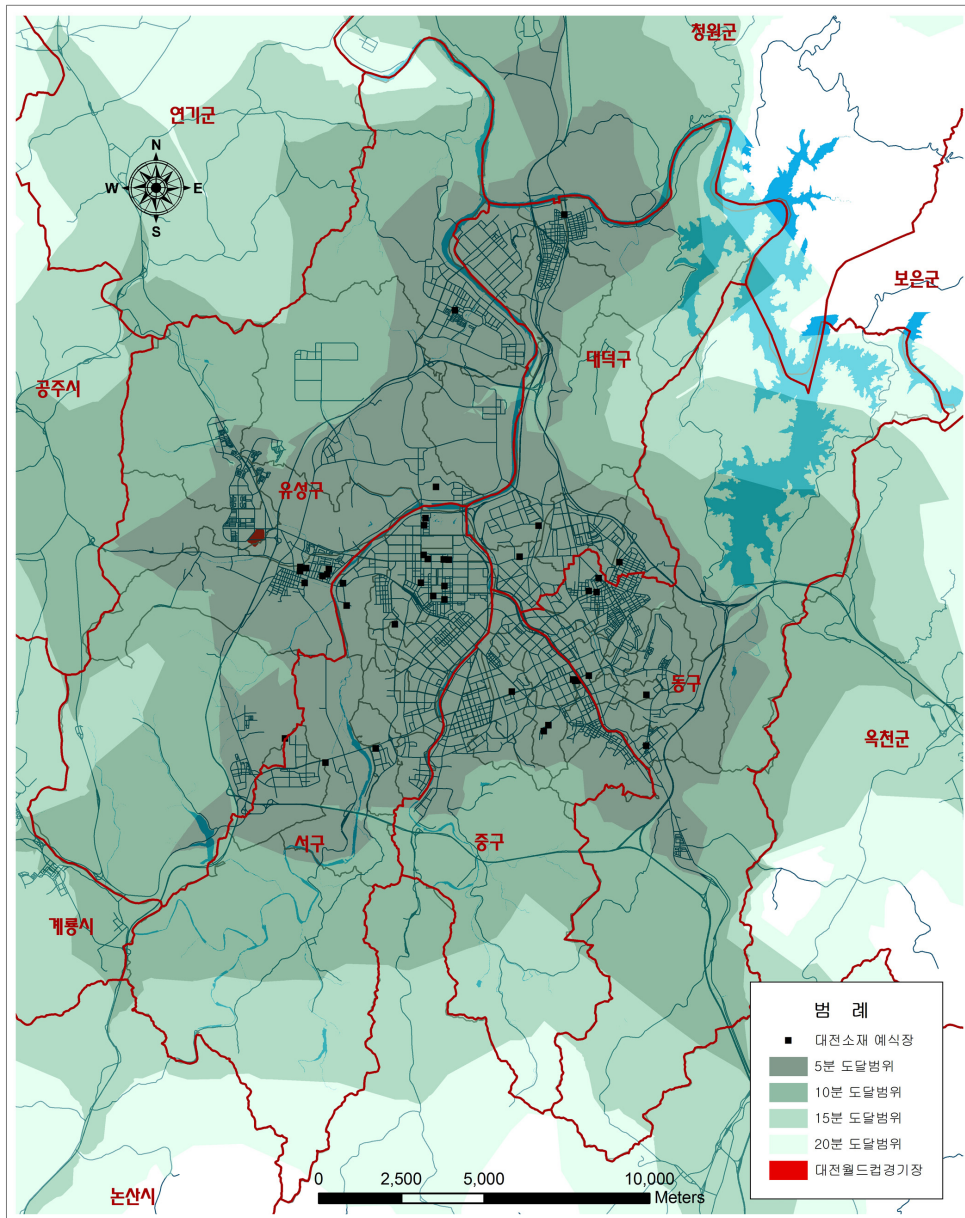 청원군
연기군
N
W E
S
보은군
대덕구
공주시
유성구
동구
옥천군
서구
중구
계룡시
범 례
대전소재 예식장
5분 도달범위
10분 도달범위
15분 도달범위
20분 도달범위
대전월드컵경기장
논산시
0 2,500 5,000 10,000
Meters